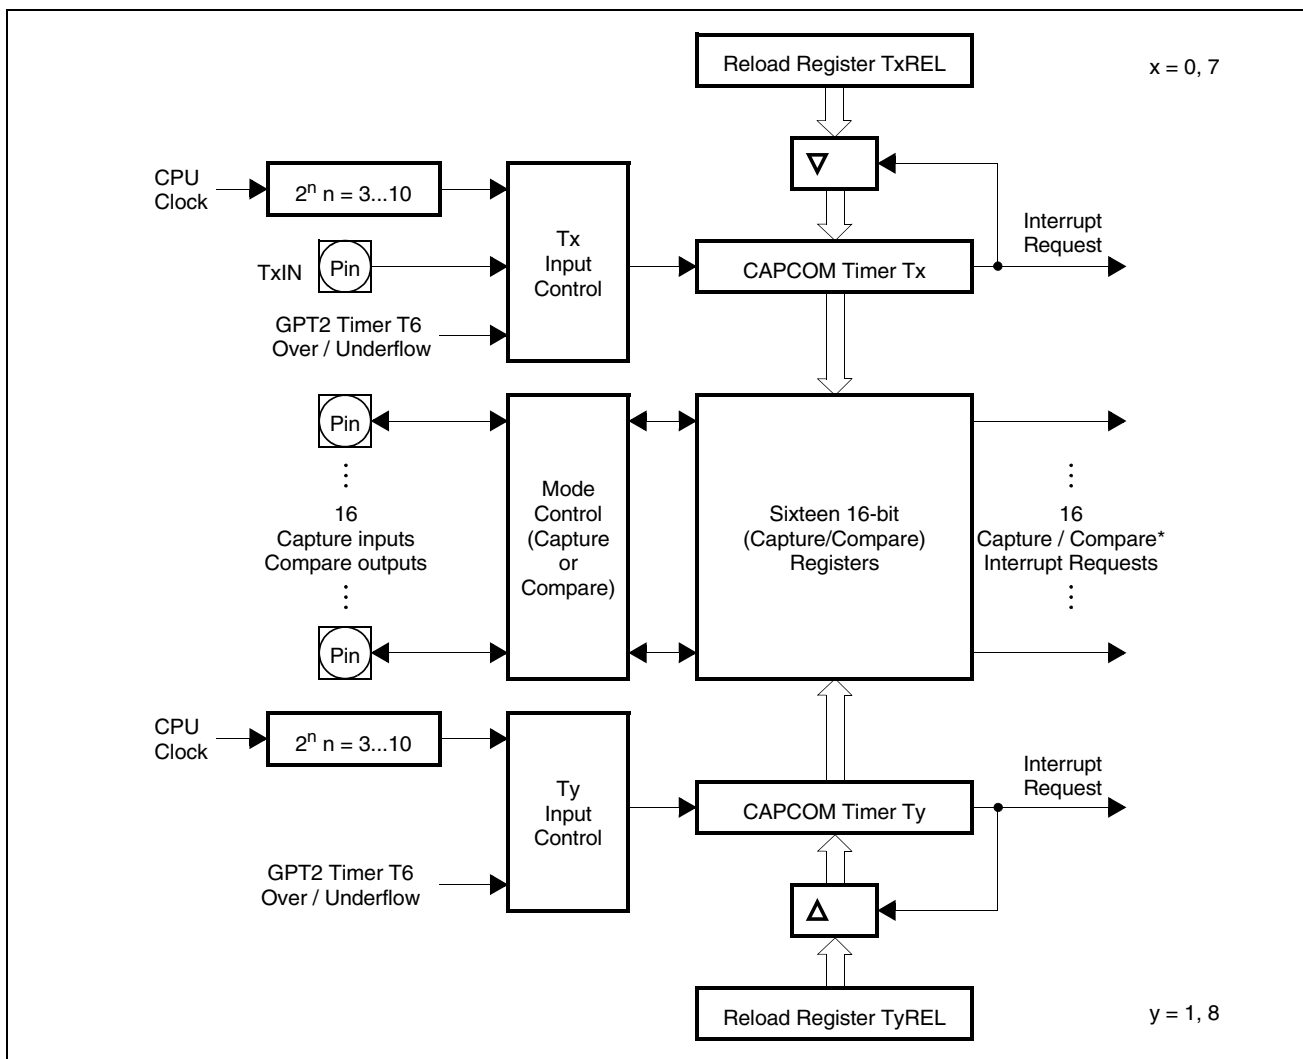 Reload Register TxREL
x = 0, 7
CPU
Clock
2ⁿ n = 3...10
Tx
Input
Control
Interrupt
Request
TxIN
Pin
CAPCOM Timer Tx
GPT2 Timer T6
Over / Underflow
Pin
16
Capture inputs
Compare outputs
Mode
Control
(Capture
or
Compare)
Sixteen 16-bit
(Capture/Compare)
Registers
16
Capture / Compare*
Interrupt Requests
Pin
CPU
Clock
2ⁿ n = 3...10
Ty
Input
Control
Interrupt
Request
CAPCOM Timer Ty
GPT2 Timer T6
Over / Underflow
Reload Register TyREL
y = 1, 8